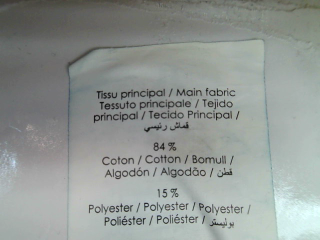 Tissu principal / Main fabric
Tessuto principale / Tejido
principal / Tecido Principal /
قماش رئيسي
84 %
Coton / Cotton / Bomull /
Algodón / Algodão / قطن
15 %
Polyester / Polyester / Polyester /
Poliéster / Poliéster / بوليستر